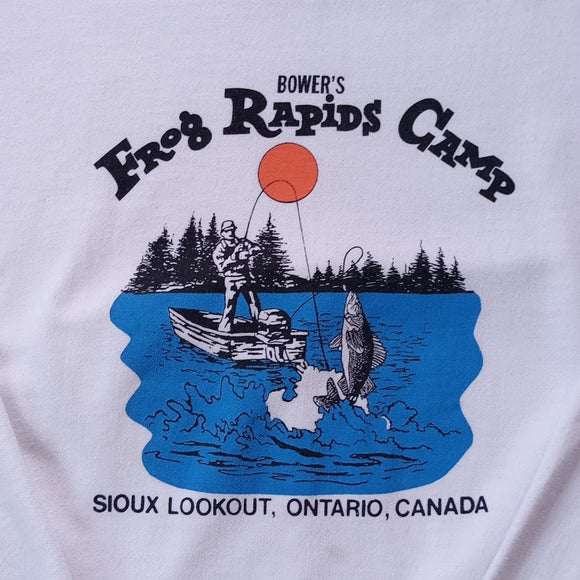 BOWER'S
FROG RAPIDS CAMP
SIOUX LOOKOUT, ONTARIO, CANADA